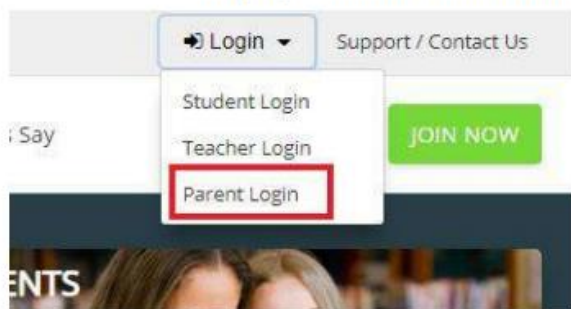 Login Support / Contact Us
Student Login
s Say
Teacher Login
JOIN NOW
Parent Login
ENTS